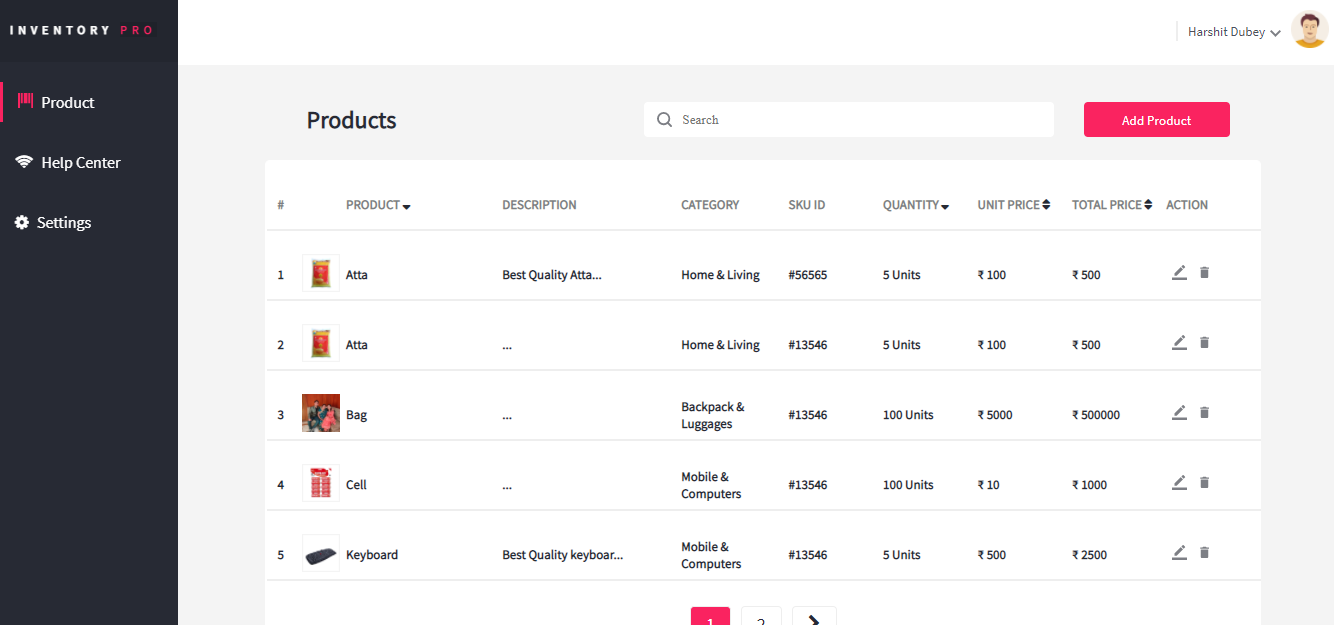 INVENTORY PRO
Harshit Dubey
Product
Help Center
Settings
Products
Search
Add Product
# PRODUCT DESCRIPTION CATEGORY SKU ID QUANTITY UNIT PRICE TOTAL PRICE ACTION
1 Atta Best Quality Atta... Home & Living #56565 5 Units ₹ 100 ₹ 500
2 Atta ... Home & Living #13546 5 Units ₹ 100 ₹ 500
3 Bag ... Backpack & Luggages #13546 100 Units ₹ 5000 ₹ 500000
4 Cell ... Mobile & Computers #13546 100 Units ₹ 10 ₹ 1000
5 Keyboard Best Quality keyboar... Mobile & Computers #13546 5 Units ₹ 500 ₹ 2500
1 2